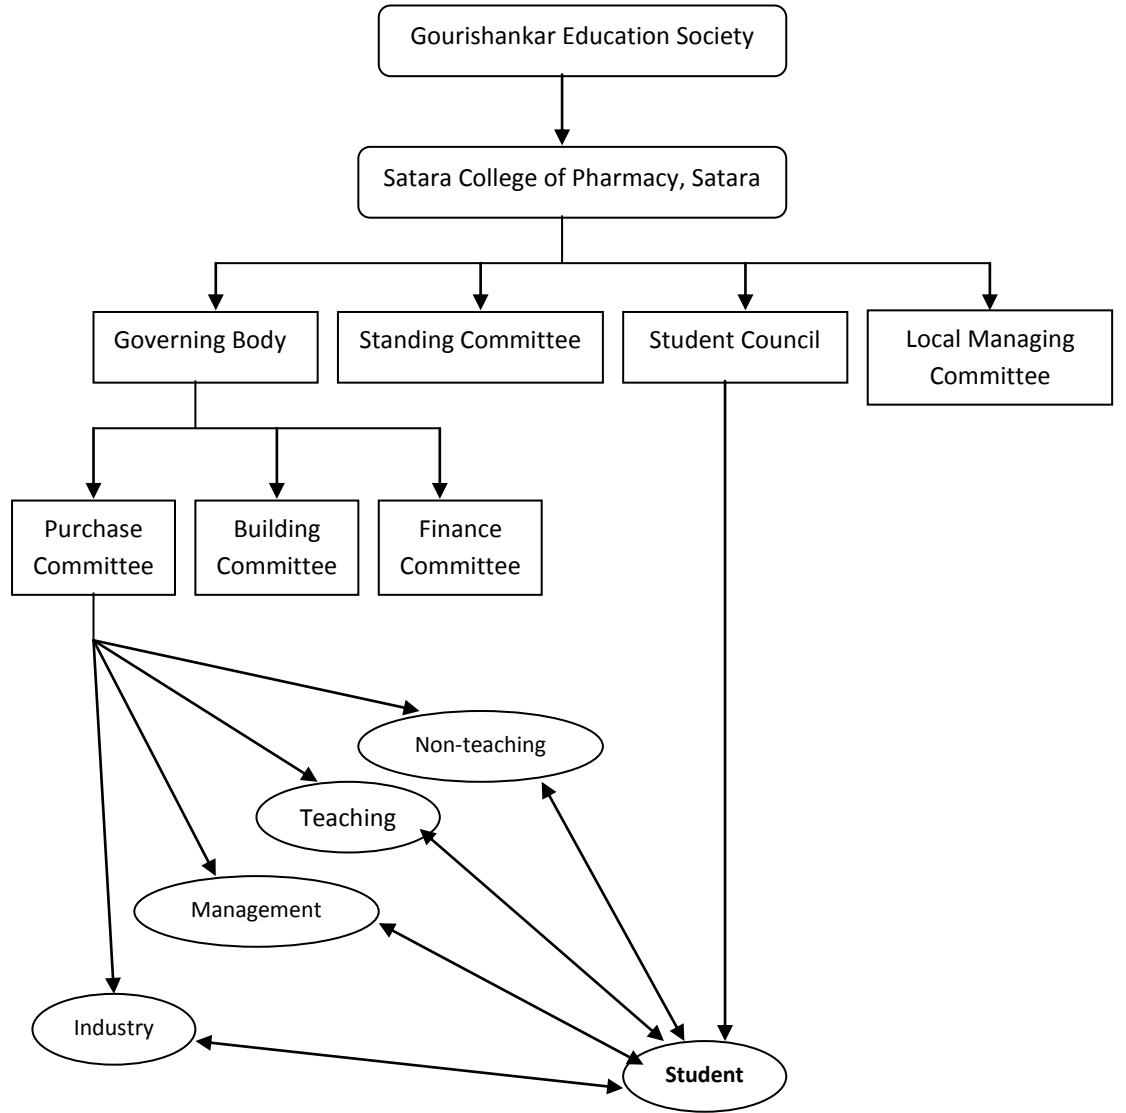 Gourishankar Education Society
Satara College of Pharmacy, Satara
Governing Body
Standing Committee
Student Council
Local Managing
Committee
Purchase
Committee
Building
Committee
Finance
Committee
Non-teaching
Teaching
Management
Industry
Student